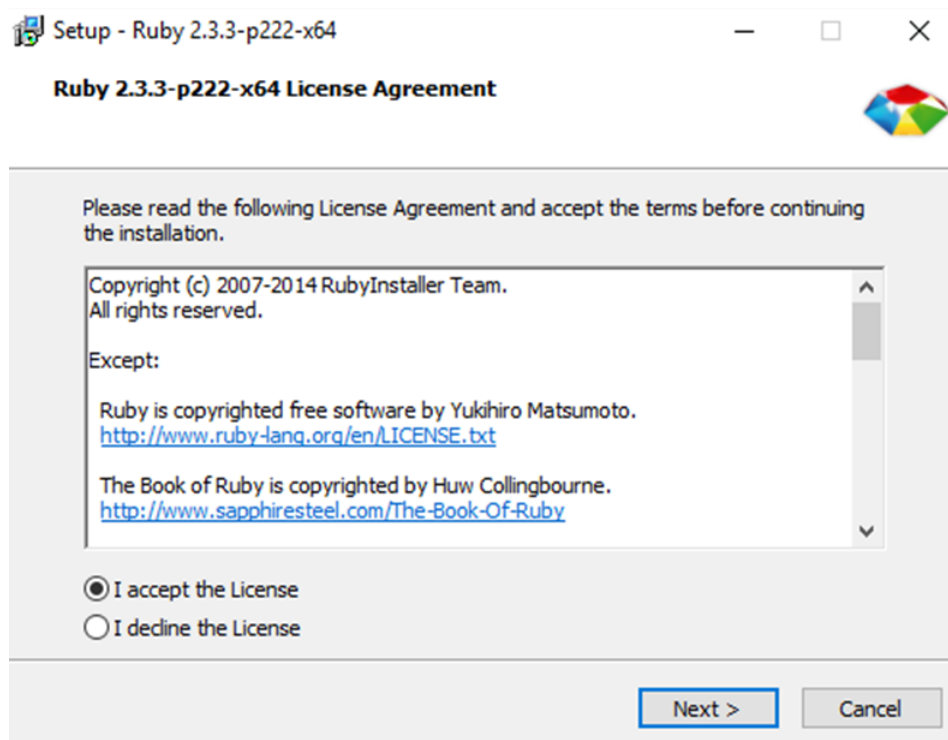 Setup - Ruby 2.3.3-p222-x64
Ruby 2.3.3-p222-x64 License Agreement
Please read the following License Agreement and accept the terms before continuing
the installation.
Copyright (c) 2007-2014 RubyInstaller Team.
All rights reserved.
Except:
Ruby is copyrighted free software by Yukihiro Matsumoto.
http://www.ruby-lang.org/en/LICENSE.txt
The Book of Ruby is copyrighted by Huw Collingbourne.
http://www.sapphiresteel.com/The-Book-Of-Ruby
I accept the License
I decline the License
Next > Cancel